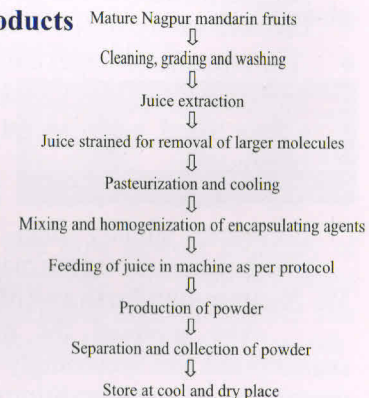 oducts
Mature Nagpur mandarin fruits
⇩
Cleaning, grading and washing
⇩
Juice extraction
⇩
Juice strained for removal of larger molecules
⇩
Pasteurization and cooling
⇩
Mixing and homogenization of encapsulating agents
⇩
Feeding of juice in machine as per protocol
⇩
Production of powder
⇩
Separation and collection of powder
⇩
Store at cool and dry place